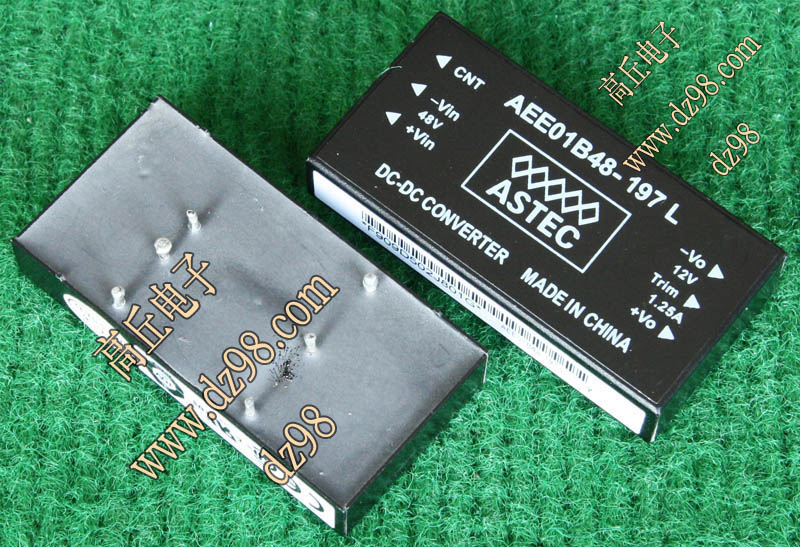 CNT
-Vin
48V
+Vin
AEE01B48-197 L
ASTEC
DC-DC CONVERTER
MADE IN CHINA
-Vo
12V
Trim
1.25A
+Vo
高丘电子
www.dz98.com
dz98
高丘电子
www.dz98.com
dz98